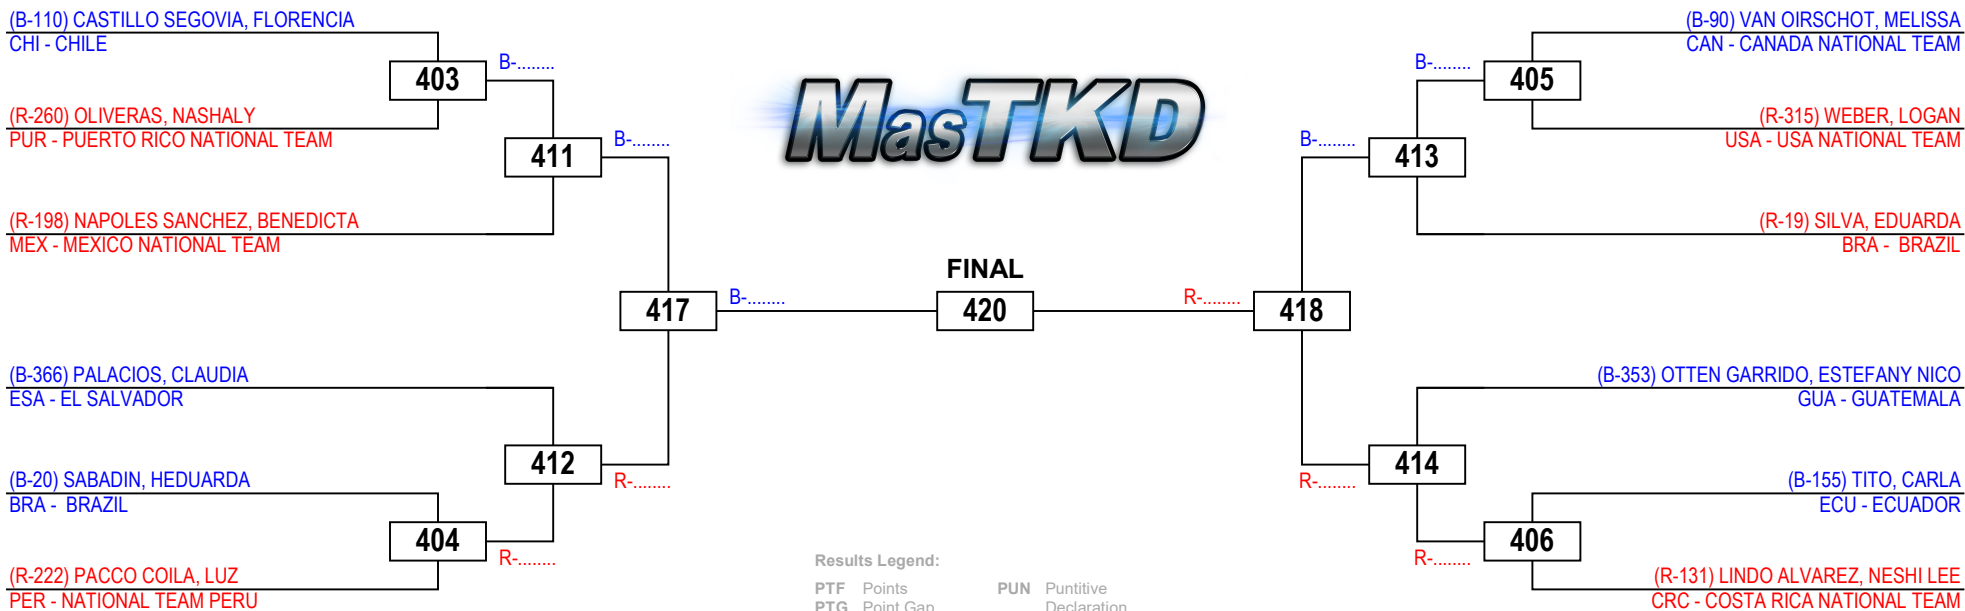 (B-110) CASTILLO SEGOVIA, FLORENCIA
CHI - CHILE
403
B-........
(R-260) OLIVERAS, NASHALY
PUR - PUERTO RICO NATIONAL TEAM
411
B-........
(R-198) NAPOLES SANCHEZ, BENEDICTA
MEX - MEXICO NATIONAL TEAM
417
B-........
(B-366) PALACIOS, CLAUDIA
ESA - EL SALVADOR
412
R-........
(B-20) SABADIN, HEDUARDA
BRA - BRAZIL
404
R-........
(R-222) PACCO COILA, LUZ
PER - NATIONAL TEAM PERU
MasTKD
FINAL
420
Results Legend:
PTF Points PUN Puntitive
PTG Point Gap Declaration
(B-90) VAN OIRSCHOT, MELISSA
CAN - CANADA NATIONAL TEAM
B-........
405
(R-315) WEBER, LOGAN
USA - USA NATIONAL TEAM
B-........
413
(R-19) SILVA, EDUARDA
BRA - BRAZIL
R-........
418
(B-353) OTTEN GARRIDO, ESTEFANY NICO
GUA - GUATEMALA
414
R-........
(B-155) TITO, CARLA
ECU - ECUADOR
406
R-........
(R-131) LINDO ALVAREZ, NESHI LEE
CRC - COSTA RICA NATIONAL TEAM